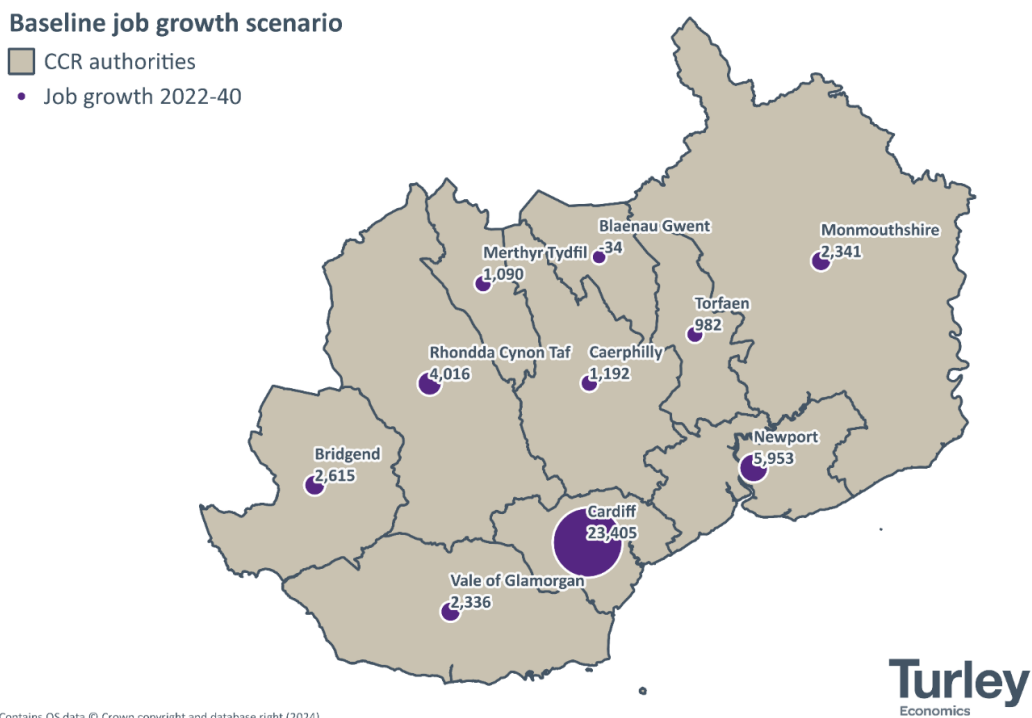 Baseline job growth scenario
CCR authorities
Job growth 2022-40
Blaenau Gwent
-34
Monmouthshire
2,341
Merthyr Tydfil
1,090
Torfaen
982
Rhondda Cynon Taf
4,016
Caerphilly
1,192
Newport
5,953
Bridgend
2,615
Cardiff
23,405
Vale of Glamorgan
2,336
Turley
Economics
Contains OS data © Crown copyright and database right (2024)